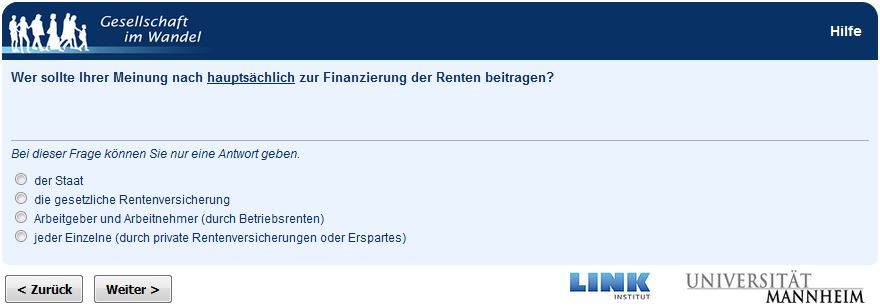 Gesellschaft
im Wandel
Hilfe
Wer sollte Ihrer Meinung nach hauptsächlich zur Finanzierung der Renten beitragen?
Bei dieser Frage können Sie nur eine Antwort geben.
der Staat
die gesetzliche Rentenversicherung
Arbeitgeber und Arbeitnehmer (durch Betriebsrenten)
jeder Einzelne (durch private Rentenversicherungen oder Erspartes)
< Zurück
Weiter >
LINK
INSTITUT
UNIVERSITÄT
MANNHEIM